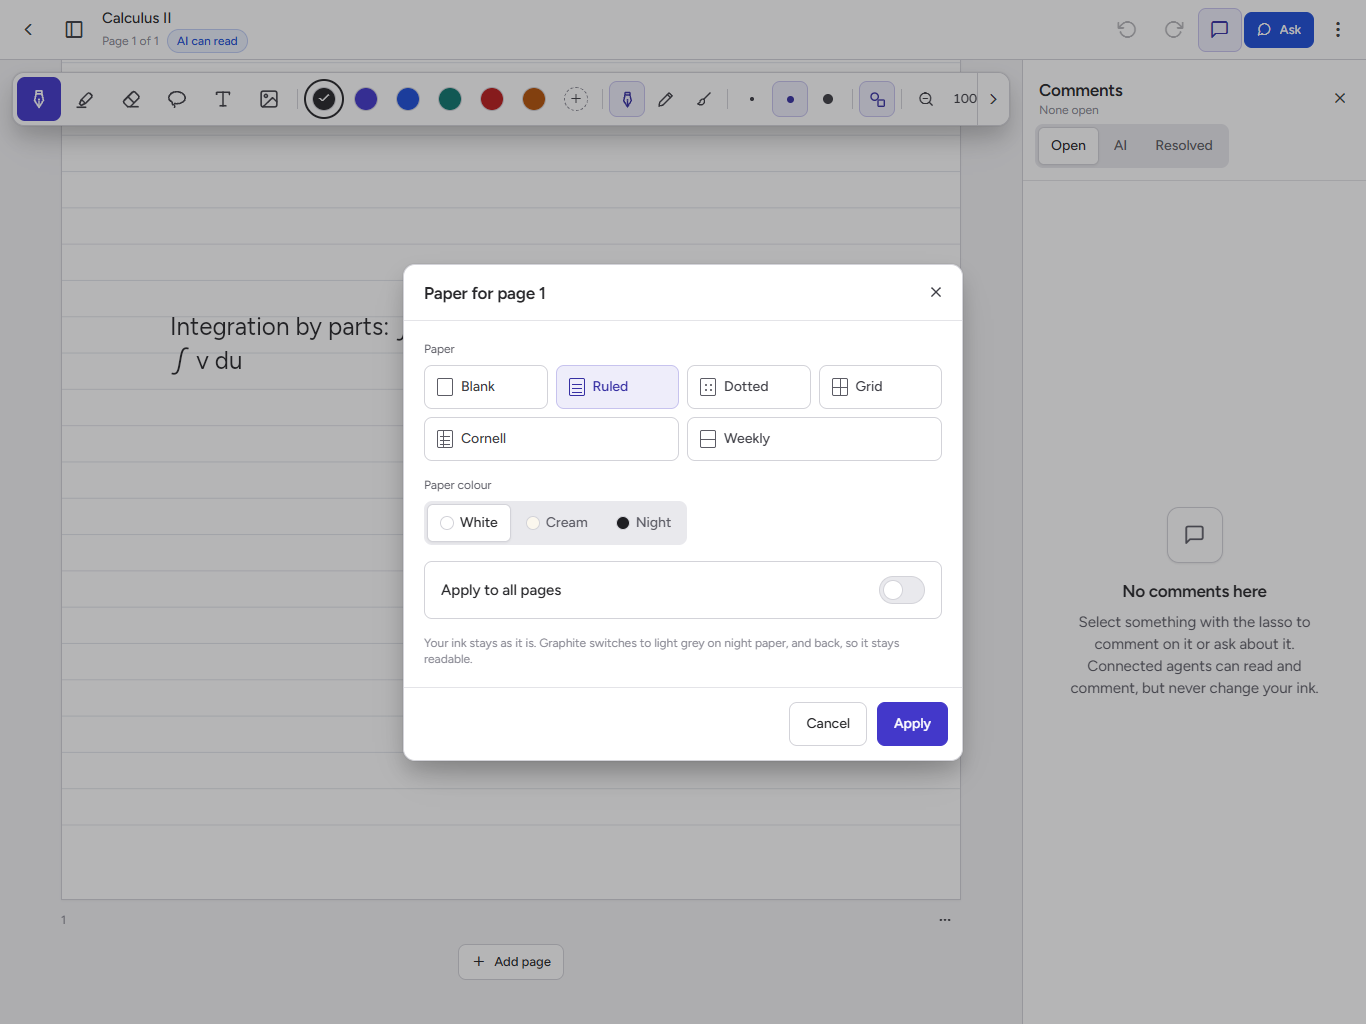 Calculus II
Page 1 of 1 AI can read
Ask
100
Comments
None open
Open AI Resolved
Integration by parts:
∫ v du
Paper for page 1
Paper
Blank Ruled Dotted Grid
Cornell Weekly
Paper colour
White Cream Night
Apply to all pages
Your ink stays as it is. Graphite switches to light grey on night paper, and back, so it stays
readable.
Cancel Apply
No comments here
Select something with the lasso to
comment on it or ask about it.
Connected agents can read and
comment, but never change your ink.
1
Add page